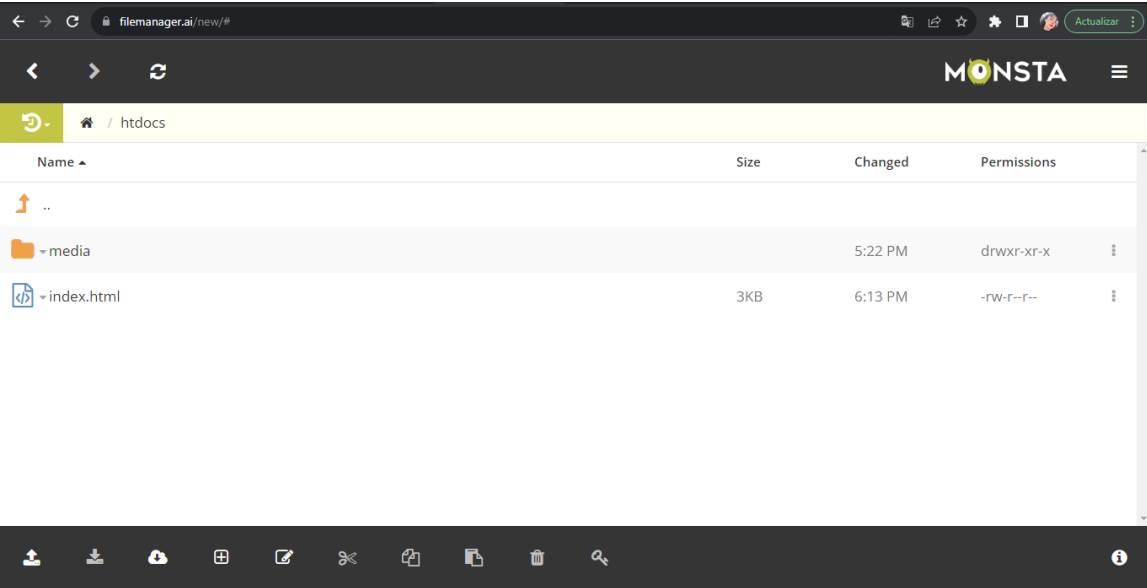 filemanager.ai/new/#
Actualizar
MONSTA
/ htdocs
Name Size Changed Permissions
..
media 5:22 PM drwxr-xr-x
index.html 3KB 6:13 PM -rw-r--r--